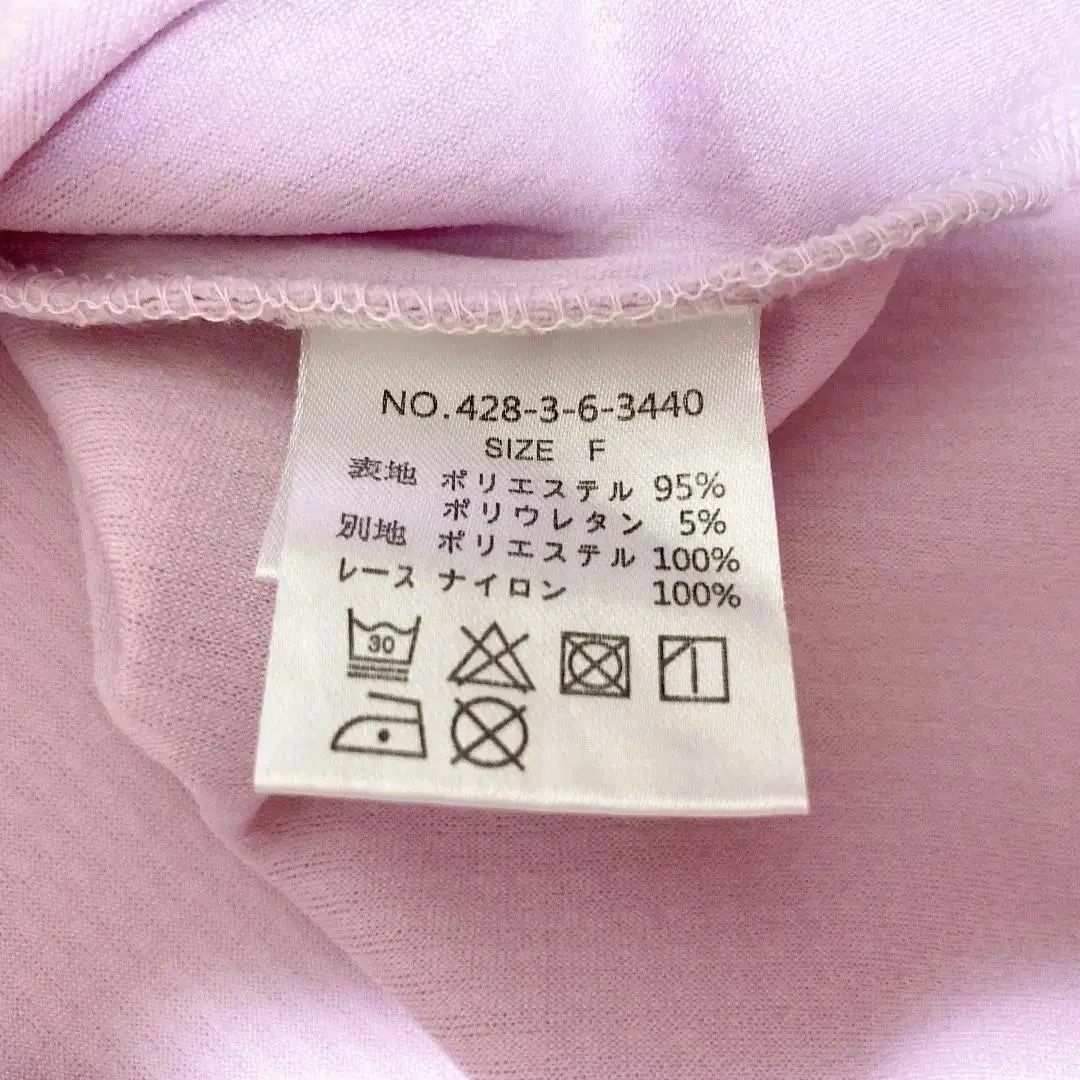 NO.428-3-6-3440
SIZE F
表地 ポリエステル 95%
ポリウレタン 5%
別地 ポリエステル 100%
レース ナイロン 100%
30